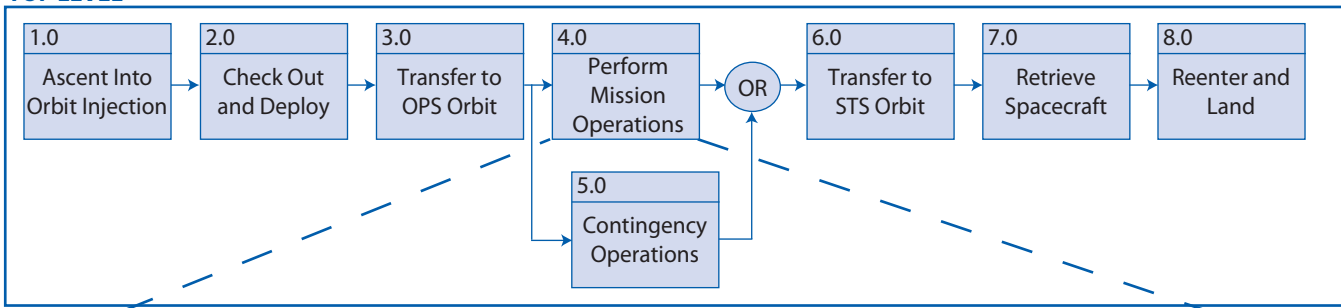 1.0
Ascent Into
Orbit Injection
2.0
Check Out
and Deploy
3.0
Transfer to
OPS Orbit
4.0
Perform
Mission
Operations
OR
6.0
Transfer to
STS Orbit
7.0
Retrieve
Spacecraft
8.0
Reenter and
Land
5.0
Contingency
Operations